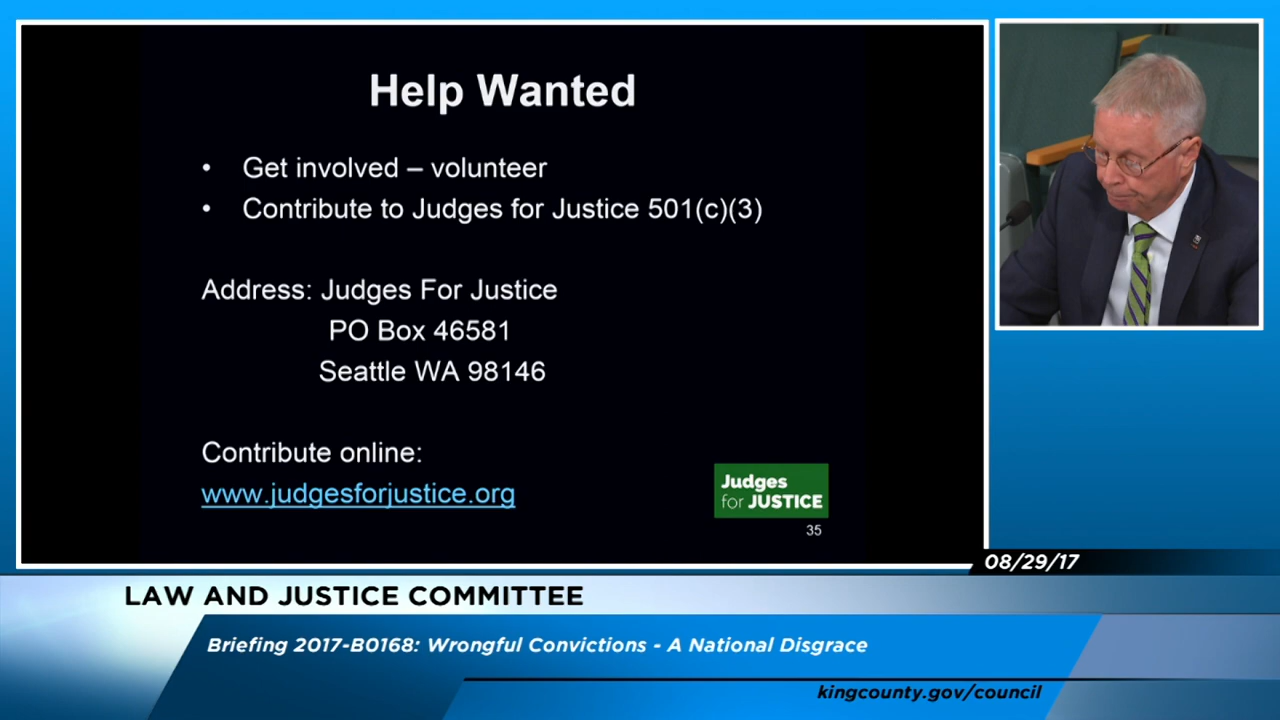 Help Wanted
• Get involved – volunteer
• Contribute to Judges for Justice 501(c)(3)
Address: Judges For Justice
PO Box 46581
Seattle WA 98146
Contribute online:
www.judgesforjustice.org
Judges
for JUSTICE
35
08/29/17
LAW AND JUSTICE COMMITTEE
Briefing 2017-B0168: Wrongful Convictions - A National Disgrace
kingcounty.gov/council